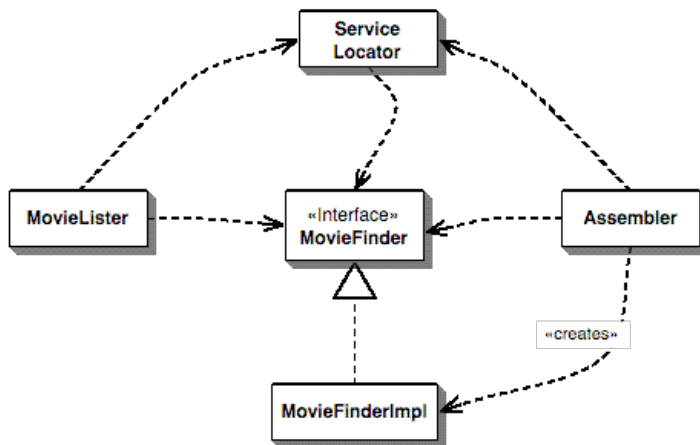 Service
Locator
MovieLister
«Interface»
MovieFinder
Assembler
«creates»
MovieFinderImpl